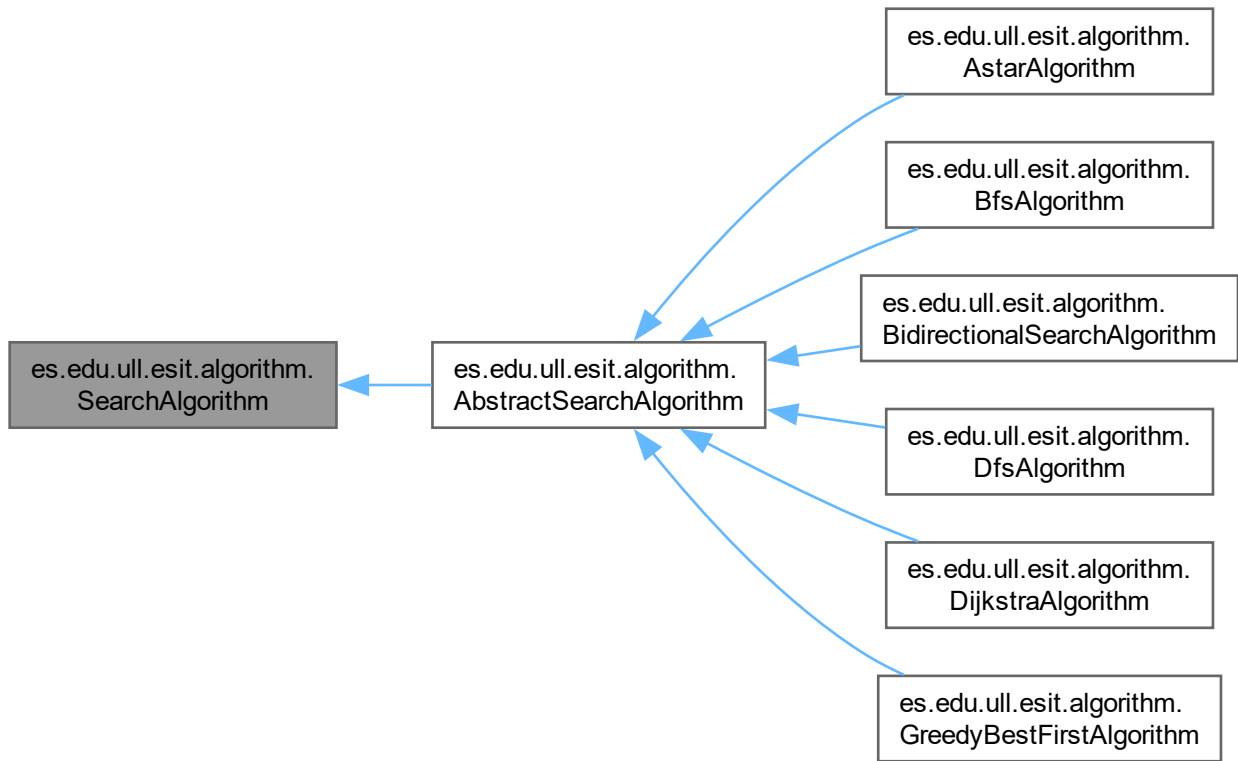 es.edu.ull.esit.algorithm.
SearchAlgorithm
es.edu.ull.esit.algorithm.
AbstractSearchAlgorithm
es.edu.ull.esit.algorithm.
AstarAlgorithm
es.edu.ull.esit.algorithm.
BfsAlgorithm
es.edu.ull.esit.algorithm.
BidirectionalSearchAlgorithm
es.edu.ull.esit.algorithm.
DfsAlgorithm
es.edu.ull.esit.algorithm.
DijkstraAlgorithm
es.edu.ull.esit.algorithm.
GreedyBestFirstAlgorithm